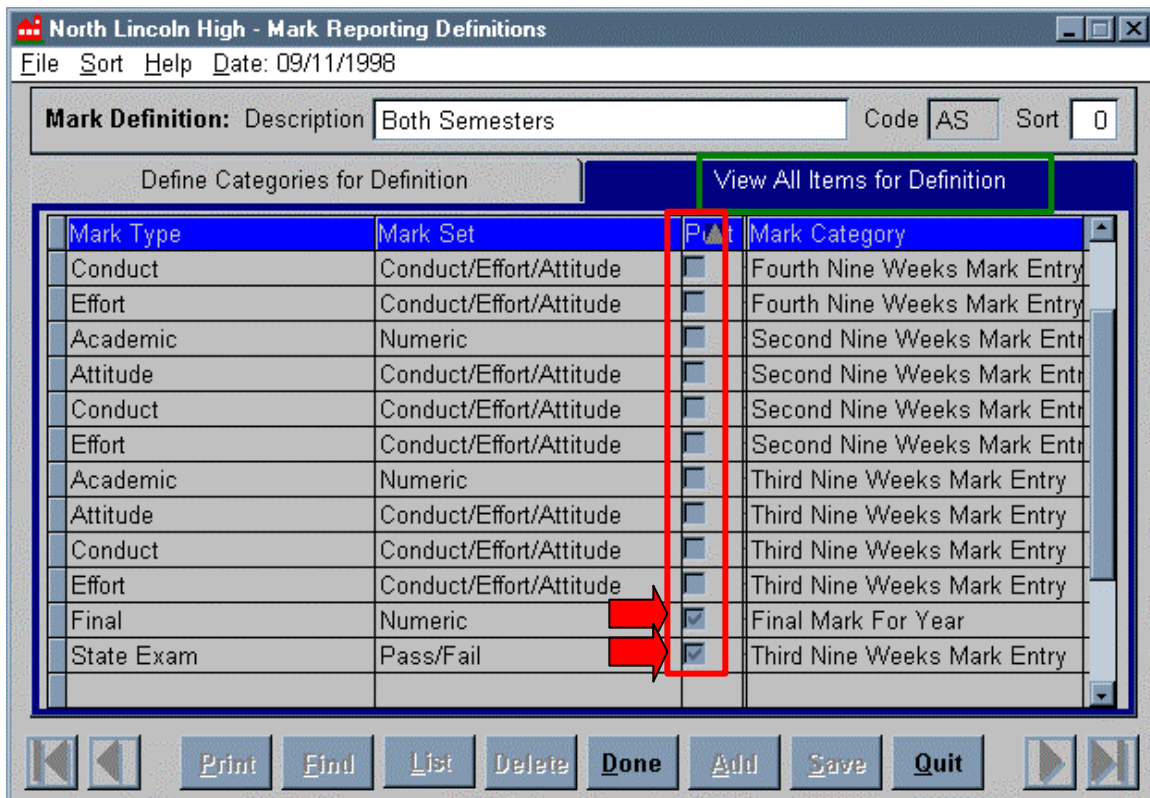 North Lincoln High - Mark Reporting Definitions
File Sort Help Date: 09/11/1998
Mark Definition: Description Both Semesters Code AS Sort 0
Define Categories for Definition View All Items for Definition
Mark Type Mark Set Mark Category
Conduct Conduct/Effort/Attitude Fourth Nine Weeks Mark Entry
Effort Conduct/Effort/Attitude Fourth Nine Weeks Mark Entry
Academic Numeric Second Nine Weeks Mark Entr
Attitude Conduct/Effort/Attitude Second Nine Weeks Mark Entr
Conduct Conduct/Effort/Attitude Second Nine Weeks Mark Entr
Effort Conduct/Effort/Attitude Second Nine Weeks Mark Entr
Academic Numeric Third Nine Weeks Mark Entry
Attitude Conduct/Effort/Attitude Third Nine Weeks Mark Entry
Conduct Conduct/Effort/Attitude Third Nine Weeks Mark Entry
Effort Conduct/Effort/Attitude Third Nine Weeks Mark Entry
Final Numeric Final Mark For Year
State Exam Pass/Fail Third Nine Weeks Mark Entry
Print Find List Delete Done Add Save Quit